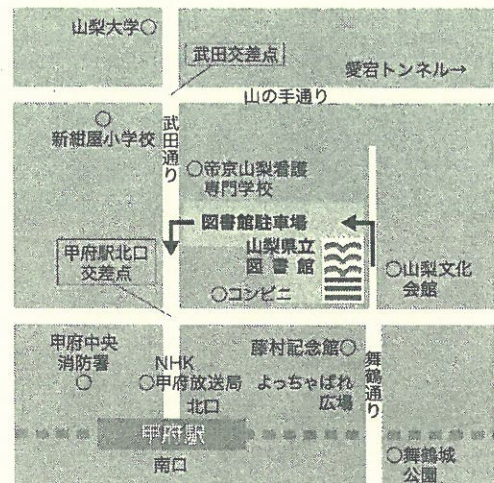 山梨大学
武田交差点
愛宕トンネル→
山の手通り
新紺屋小学校
武田通り
帝京山梨看護
専門学校
図書館駐車場
山梨県立
図書館
甲府駅北口
交差点
コンビニ
山梨文化
会館
甲府中央
消防署
NHK
甲府放送局
北口
藤村記念館
よっちゃばれ
広場
舞鶴通り
甲府駅
南口
舞鶴城
公園